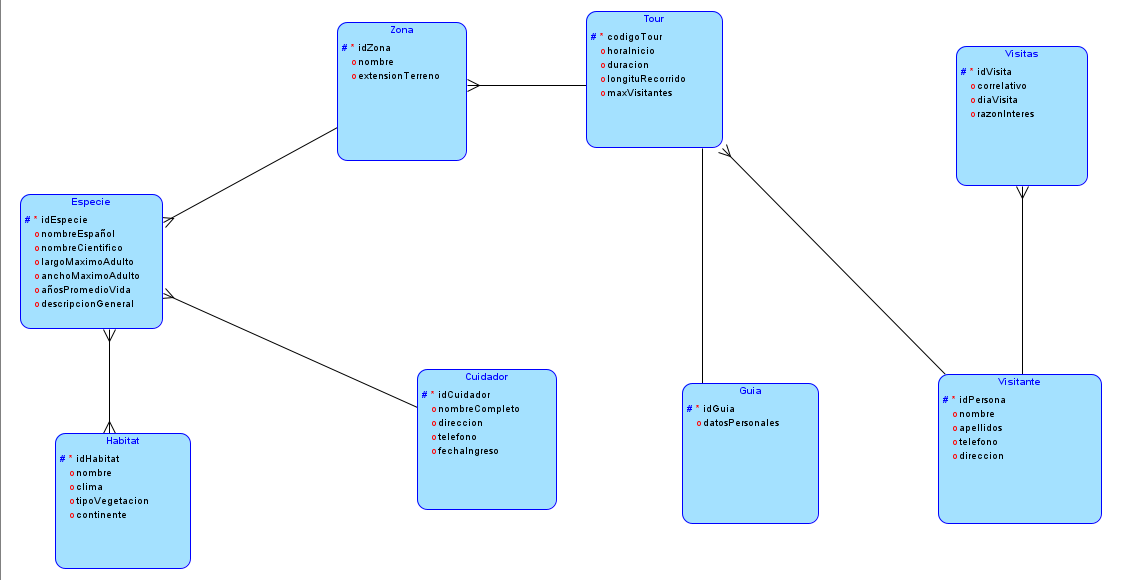 Zona
# * idZona
o nombre
o extensionTerreno
Tour
# * codigoTour
o horaInicio
o duracion
o longituRecorrido
o maxVisitantes
Visitas
# * idVisita
o correlativo
o diaVisita
o razonInteres
Especie
# * idEspecie
o nombreEspañol
o nombreCientifico
o largoMaximoAdulto
o anchoMaximoAdulto
o añosPromedioVida
o descripcionGeneral
Cuidador
# * idCuidador
o nombreCompleto
o direccion
o telefono
o fechaIngreso
Guia
# * idGuia
o datosPersonales
Visitante
# * idPersona
o nombre
o apellidos
o telefono
o direccion
Habitat
# * idHabitat
o nombre
o clima
o tipoVegetacion
o continente